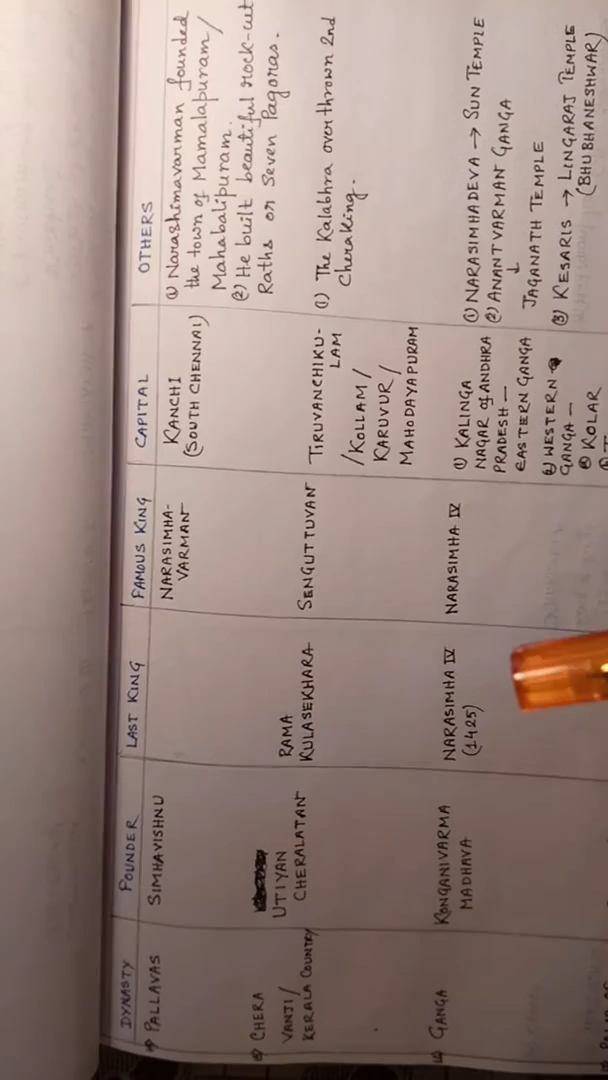 DYNASTY
FOUNDER
LAST KING
FAMOUS KING
CAPITAL
OTHERS
PALLAVAS
SIMHAVISHNU
NARASIMHA-
VARMAN
KANCHI
(SOUTH CHENNAI)
① Narashimavarman founded
the town of Mamalapuram/
Mahabalipuram.
(2) He built beautiful rock-cut
Raths or Seven Pagoras.
CHERA
VANJI/
KERALA COUNTRY
UTIYAN
CHERALATAN
RAMA
KULASEKHARA
SENGUTTUVAN
TIRUVANCHIKU-
LAM
/KOLLAM/
KARUVUR/
MAHODAYAPURAM
(1) The Kalabhra overthrown 2nd
Cheraking.
GANGA
KONGANIVARMA
MADHAVA
NARASIMHA IV
(1425)
NARASIMHA IV
① KALINGA
NAGAR of ANDHRA
PRADESH —
EASTERN GANGA
② WESTERN
GANGA —
KOLAR
① NARASIMHADEVA → SUN TEMPLE
② ANANTVARMAN GANGA
↓
JAGANATH TEMPLE
③ KESARIS → LINGARAJ TEMPLE
(BHUBHANESHWAR)